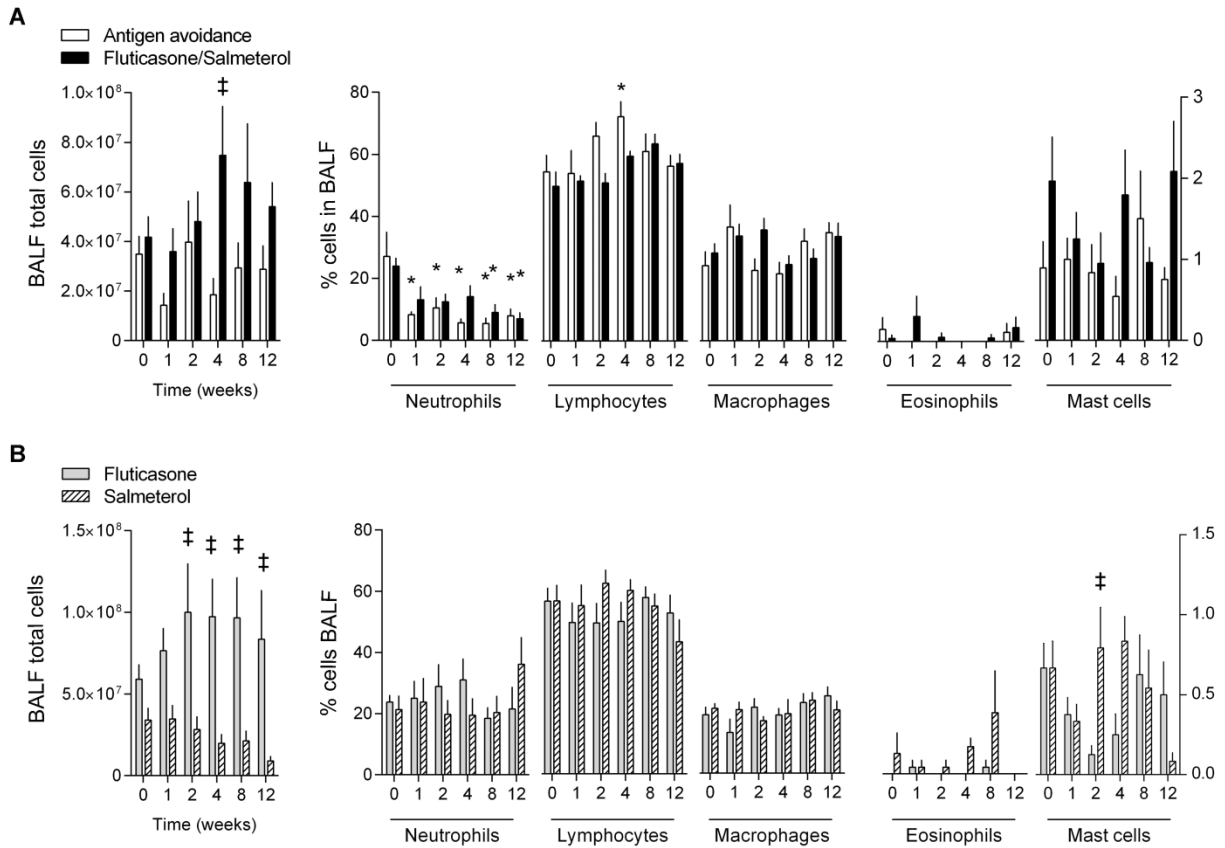 A
Antigen avoidance
Fluticasone/Salmeterol
BALF total cells
1.0×10⁸
8.0×10⁷
6.0×10⁷
4.0×10⁷
2.0×10⁷
0
‡
0 1 2 4 8 12
Time (weeks)
% cells in BALF
80
60
40
20
0
* * * * * * *
*
3
2
1
0
0 1 2 4 8 12 0 1 2 4 8 12 0 1 2 4 8 12 0 1 2 4 8 12 0 1 2 4 8 12
Neutrophils Lymphocytes Macrophages Eosinophils Mast cells
B
Fluticasone
Salmeterol
BALF total cells
1.5×10⁸
1.0×10⁸
5.0×10⁷
0
‡ ‡ ‡ ‡
0 1 2 4 8 12
Time (weeks)
% cells BALF
80
60
40
20
0
‡
1.5
1.0
0.5
0.0
0 1 2 4 8 12 0 1 2 4 8 12 0 1 2 4 8 12 0 1 2 4 8 12 0 1 2 4 8 12
Neutrophils Lymphocytes Macrophages Eosinophils Mast cells